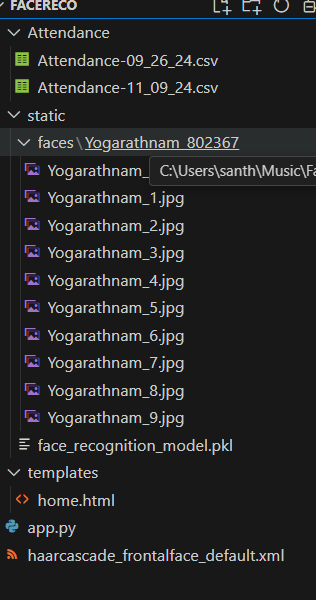 FACERECO
Attendance
Attendance-09_26_24.csv
Attendance-11_09_24.csv
static
faces\Yogarathnam_802367
Yogarathnam_
C:\Users\santh\Music\Fa
Yogarathnam_1.jpg
Yogarathnam_2.jpg
Yogarathnam_3.jpg
Yogarathnam_4.jpg
Yogarathnam_5.jpg
Yogarathnam_6.jpg
Yogarathnam_7.jpg
Yogarathnam_8.jpg
Yogarathnam_9.jpg
face_recognition_model.pkl
templates
home.html
app.py
haarcascade_frontalface_default.xml